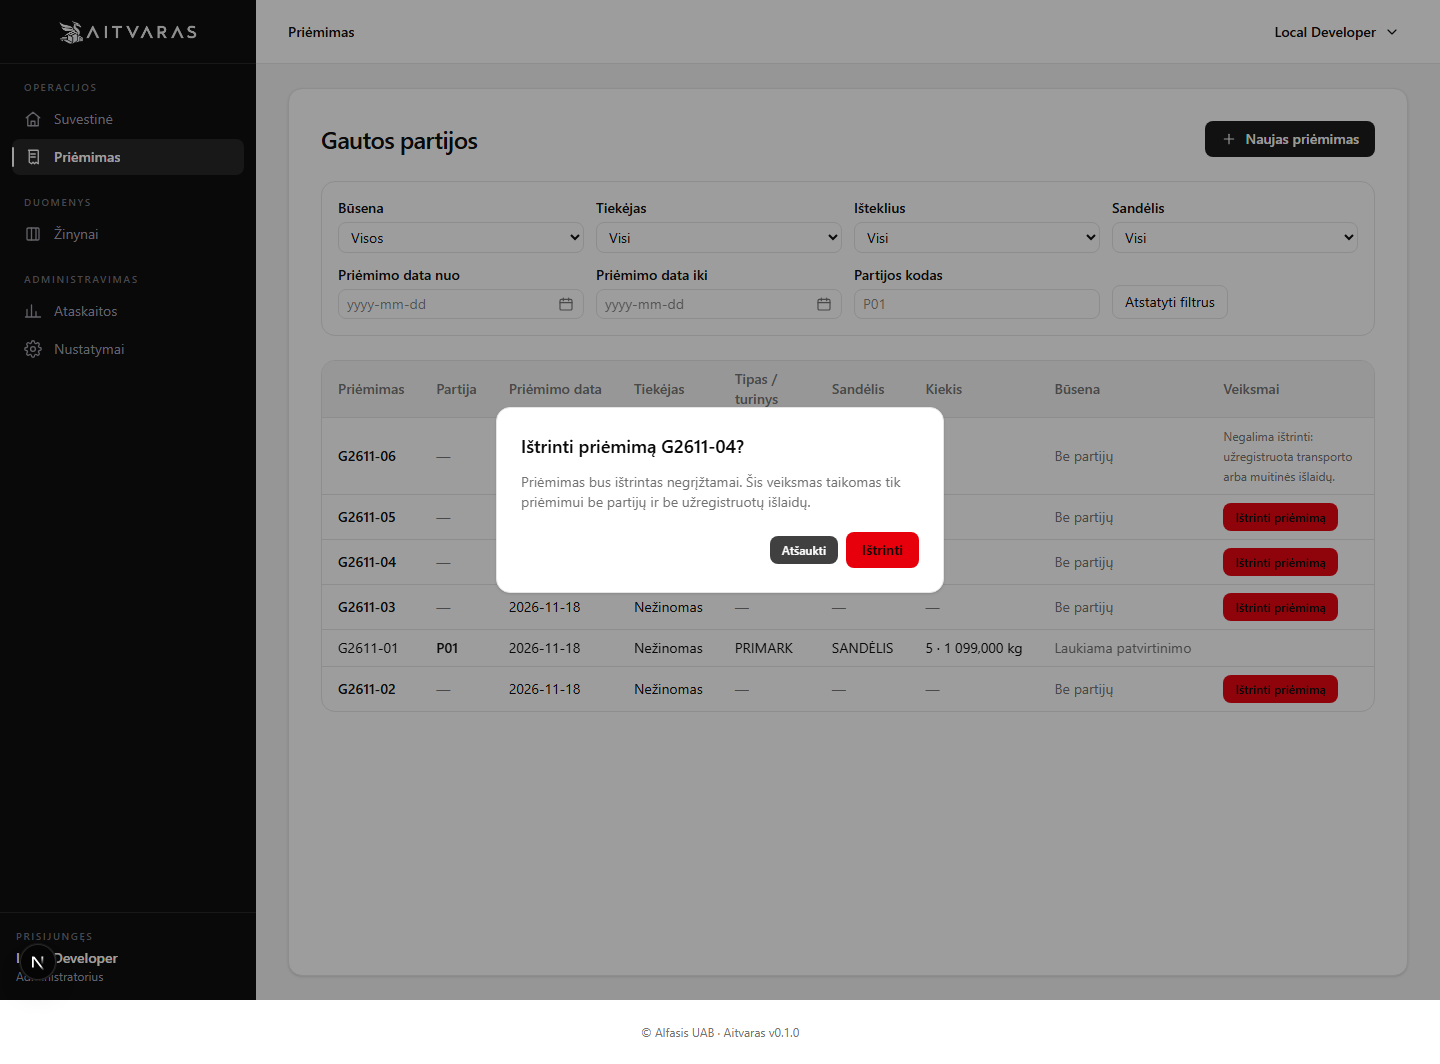 AITVARAS
Priėmimas
Local Developer
OPERACIJOS
Suvestinė
Priėmimas
DUOMENYS
Žinynai
ADMINISTRAVIMAS
Ataskaitos
Nustatymai
Gautos partijos
Naujas priėmimas
Būsena
Tiekėjas
Išteklius
Sandėlis
Visos
Visi
Visi
Visi
Priėmimo data nuo
Priėmimo data iki
Partijos kodas
yyyy-mm-dd
yyyy-mm-dd
P01
Atstatyti filtrus
Priėmimas Partija Priėmimo data Tiekėjas Tipas / turinys Sandėlis Kiekis Būsena Veiksmai
G2611-06 — Be partijų
Negalima ištrinti:
užregistruota transporto
arba muitinės išlaidų.
G2611-05 — Be partijų Ištrinti priėmimą
G2611-04 — Be partijų Ištrinti priėmimą
G2611-03 — 2026-11-18 Nežinomas — — — Be partijų Ištrinti priėmimą
G2611-01 P01 2026-11-18 Nežinomas PRIMARK SANDĖLIS 5 · 1 099,000 kg Laukiama patvirtinimo
G2611-02 — 2026-11-18 Nežinomas — — — Be partijų Ištrinti priėmimą
Ištrinti priėmimą G2611-04?
Priėmimas bus ištrintas negrįžtamai. Šis veiksmas taikomas tik
priėmimui be partijų ir be užregistruotų išlaidų.
Atšaukti
Ištrinti
PRISIJUNGĘS
Developer
N
© Alfasis UAB · Aitvaras v0.1.0